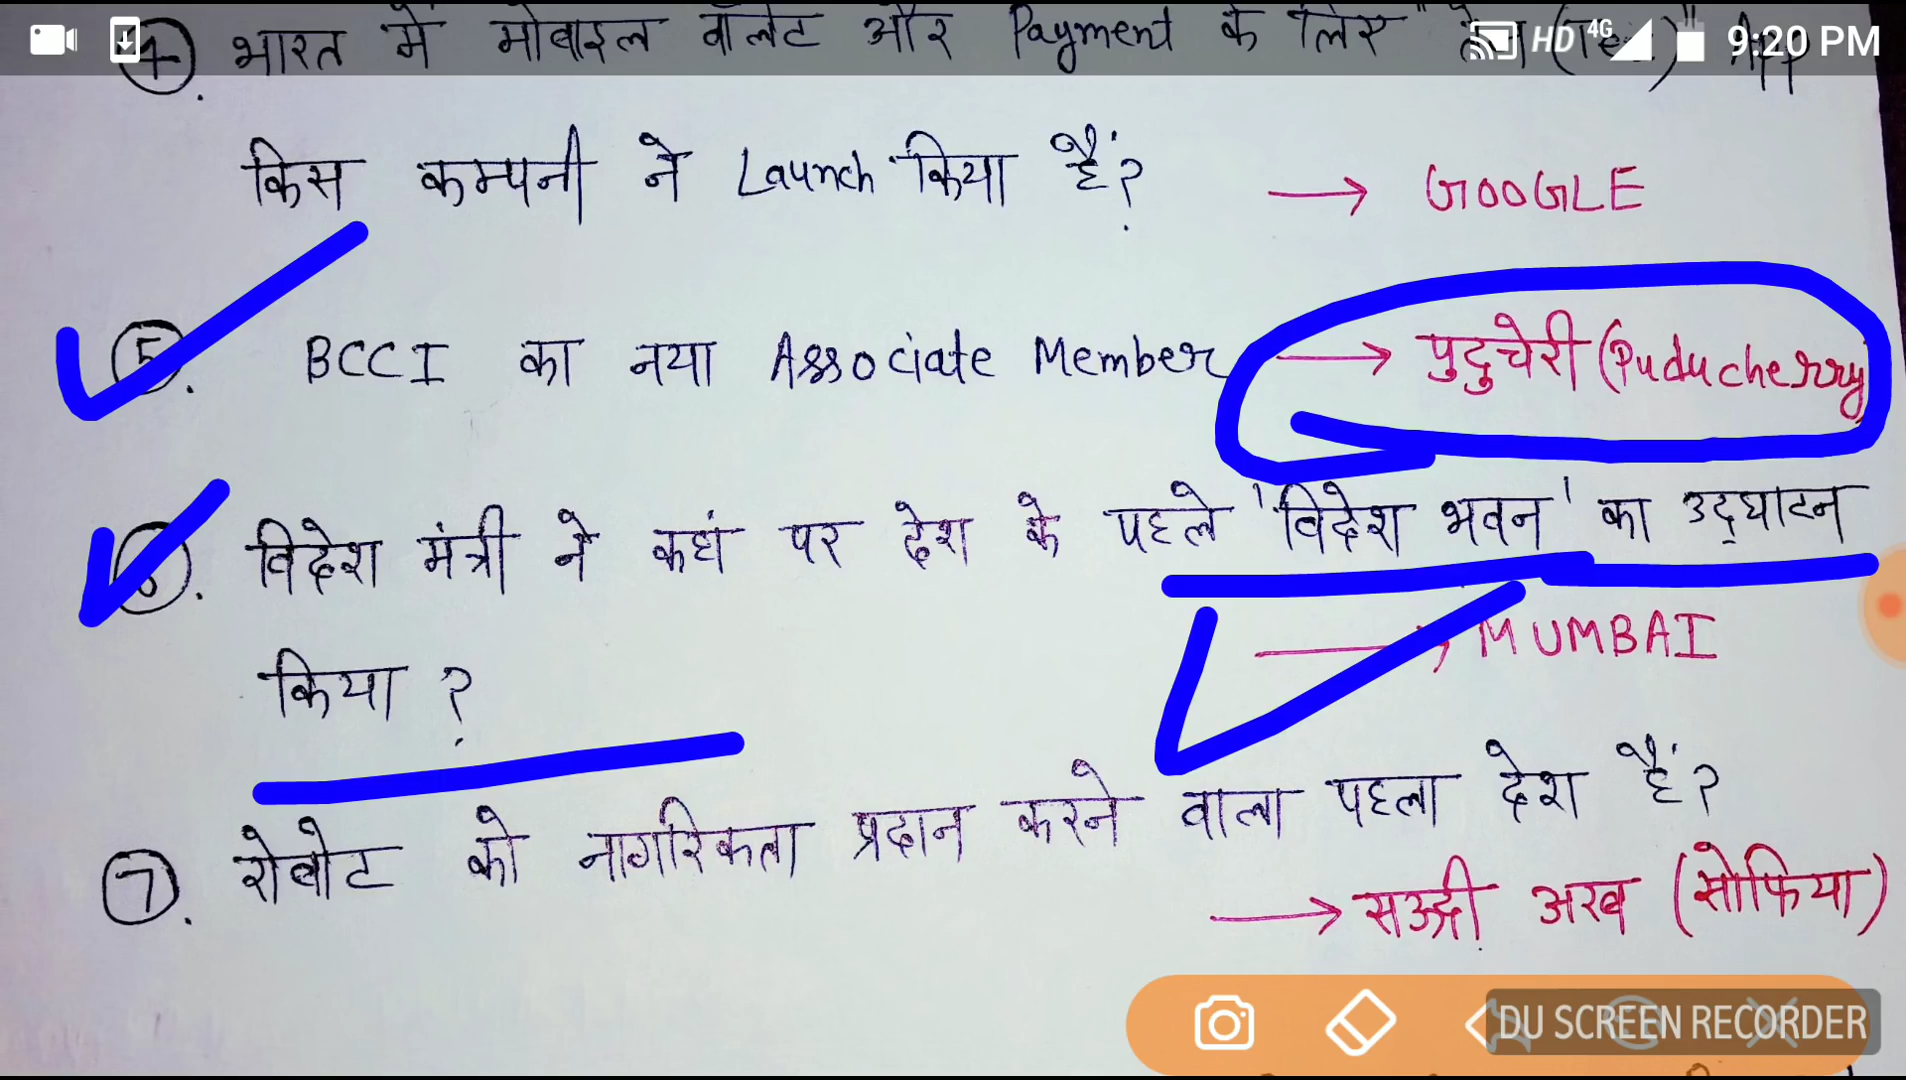 HD 4G 9:20 PM
4. भारत में मोबाइल वॉलेट और Payment के लिए "तेज (Tez)" App
किस कम्पनी ने Launch किया हैं? → GOOGLE
5. BCCI का नया Associate Member → पुदुचेरी (Puducherry)
6. विदेश मंत्री ने कहां पर देश के पहले 'विदेश भवन' का उद्घाटन
→ MUMBAI
किया ?
7. रोबोट को नागरिकता प्रदान करने वाला पहला देश हैं?
→ सऊदी अरब (सोफिया)
DU SCREEN RECORDER